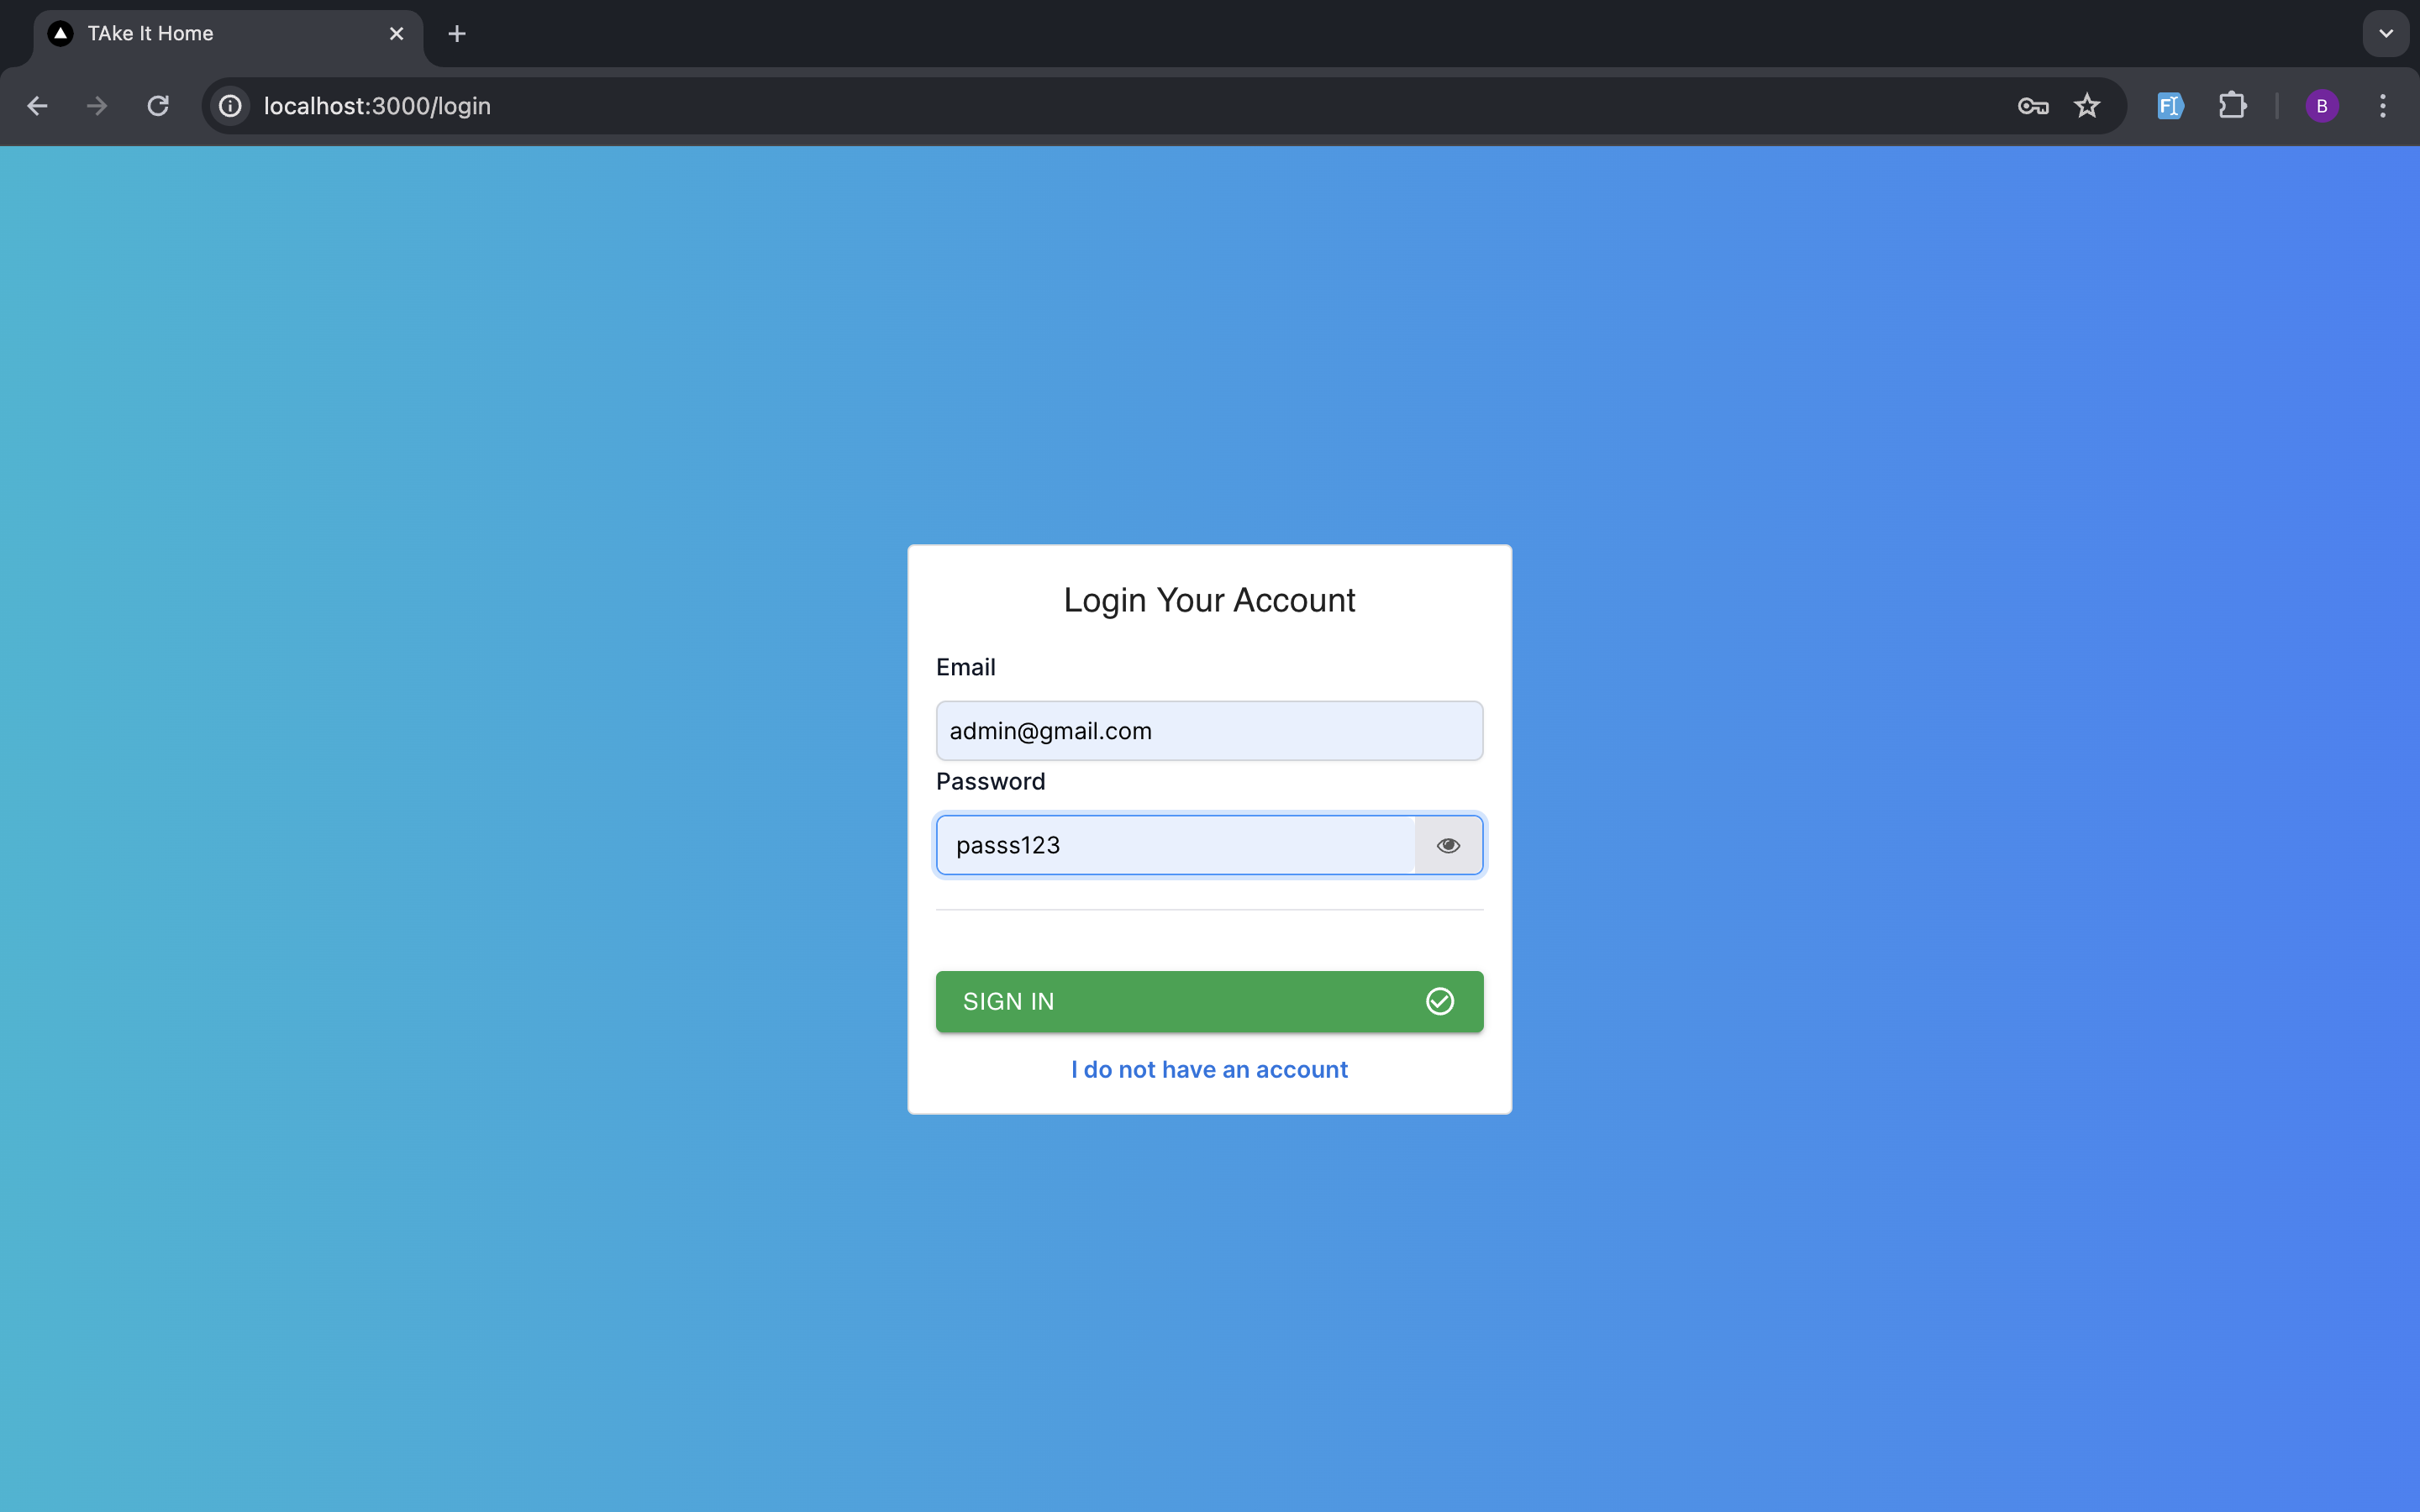 TAke It Home
localhost:3000/login
B
Login Your Account
Email
admin@gmail.com
Password
passs123
SIGN IN
I do not have an account